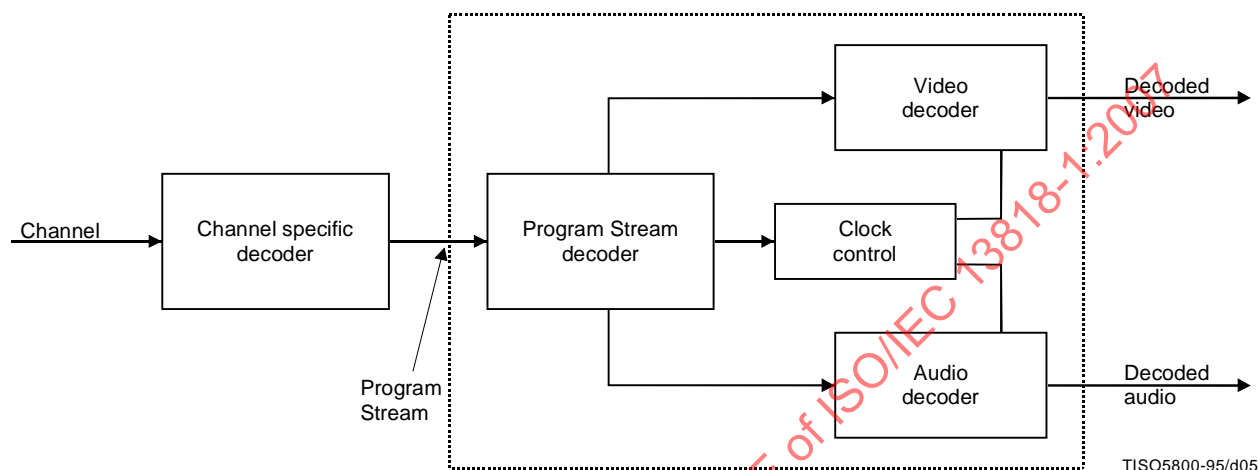 Channel
Channel specific
decoder
Program
Stream
Program Stream
decoder
Video
decoder
Clock
control
Audio
decoder
Decoded
video
Decoded
audio
of ISO/IEC 13818-1:2007
TISO5800-95/d05